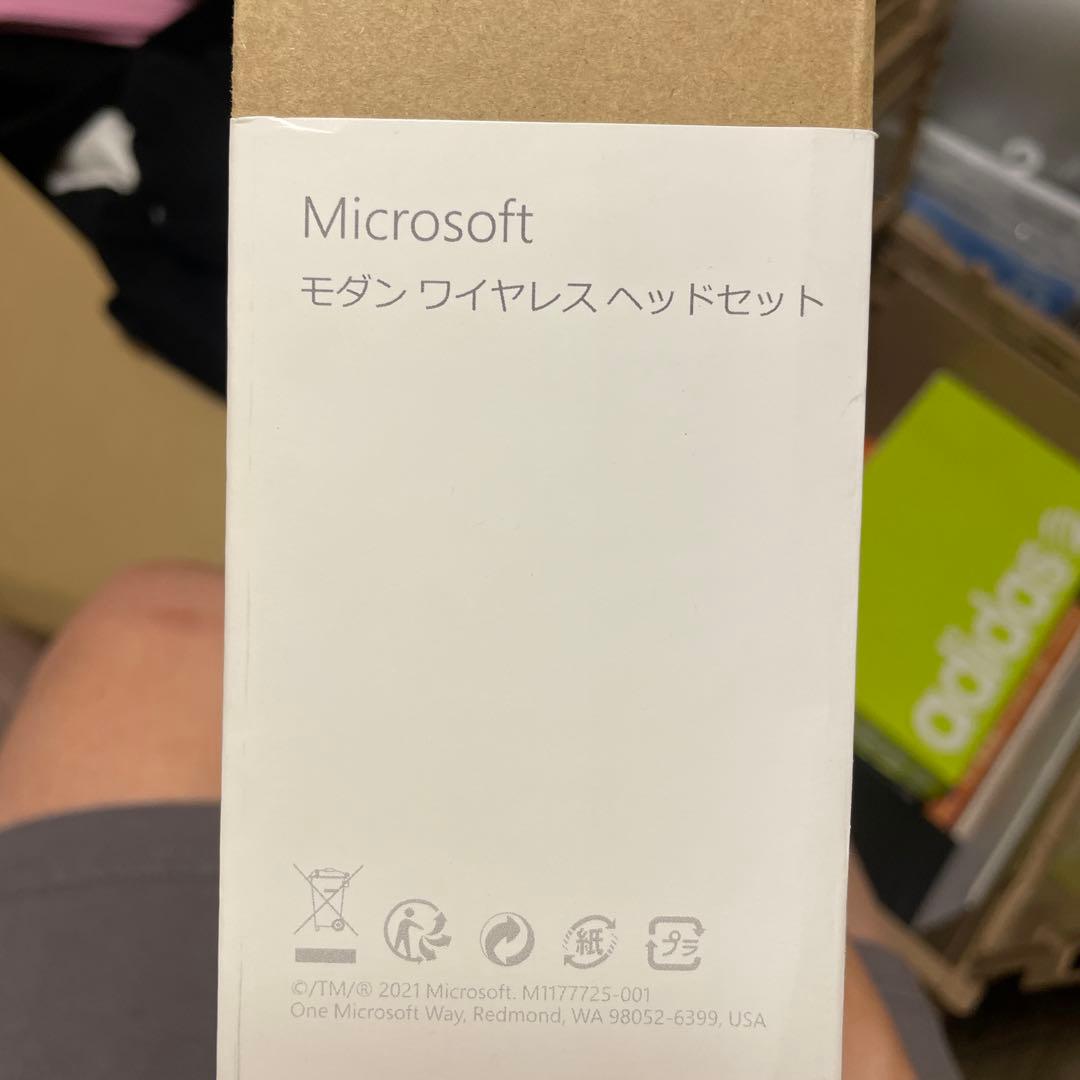 Microsoft
モダン ワイヤレス ヘッドセット
紙
プラ
©/TM/® 2021 Microsoft. M1177725-001
One Microsoft Way, Redmond, WA 98052-6399, USA
adidas